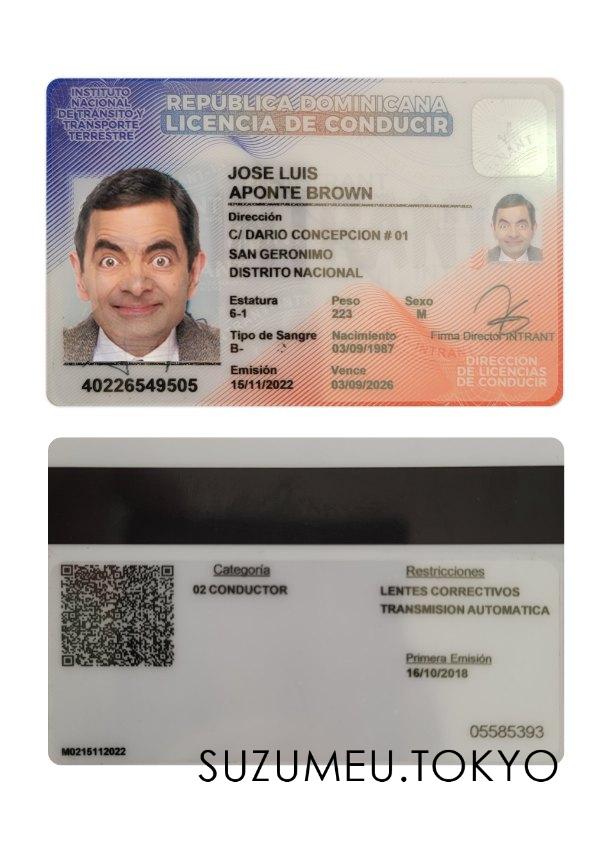 INSTITUTO
NACIONAL
DE TRÁNSITO Y
TRANSPORTE
TERRESTRE
REPÚBLICA DOMINICANA
LICENCIA DE CONDUCIR
JOSE LUIS
APONTE BROWN
Dirección
C/ DARIO CONCEPCION # 01
SAN GERONIMO
DISTRITO NACIONAL
Estatura Peso Sexo
6-1 223 M
Tipo de Sangre Nacimiento Firma Director INTRANT
B- 03/09/1987
Emisión Vence
15/11/2022 03/09/2026
40226549505
DIRECCIÓN
DE LICENCIAS
DE CONDUCIR
Categoría Restricciones
02 CONDUCTOR LENTES CORRECTIVOS
TRANSMISION AUTOMATICA
Primera Emisión
16/10/2018
05585393
M0215112022
SUZUMEU.TOKYO